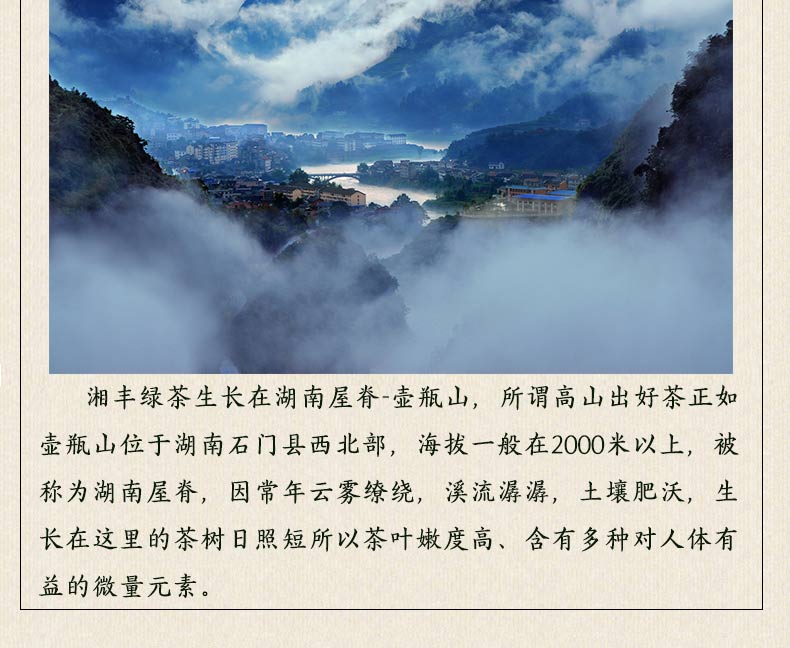 湘丰绿茶生长在湖南屋脊-壶瓶山，所谓高山出好茶正如
壶瓶山位于湖南石门县西北部，海拔一般在2000米以上，被
称为湖南屋脊，因常年云雾缭绕，溪流潺潺，土壤肥沃，生
长在这里的茶树日照短所以茶叶嫩度高、含有多种对人体有
益的微量元素。